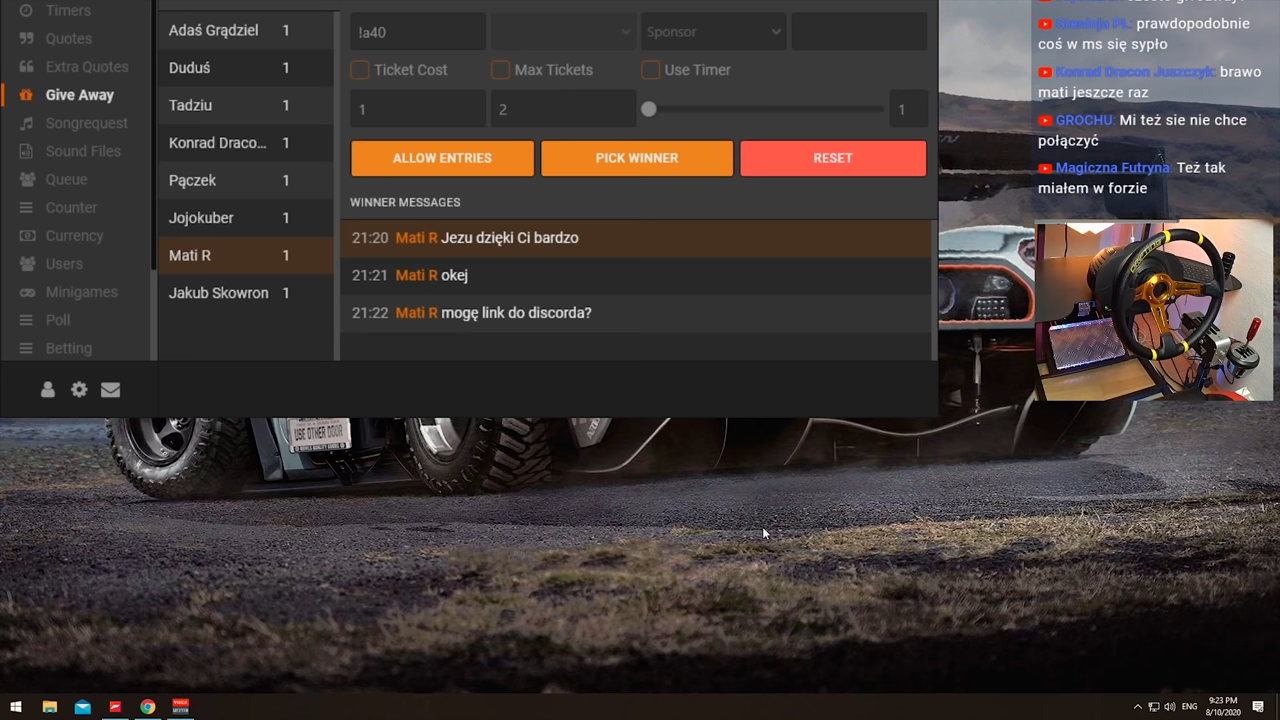 Timers
Quotes
Extra Quotes
Give Away
Songrequest
Sound Files
Queue
Counter
Currency
Users
Minigames
Poll
Betting
Adaś Grądziel 1
Duduś 1
Tadziu 1
Konrad Draco... 1
Pączek 1
Jojokuber 1
Mati R 1
Jakub Skowron 1
!a40
Sponsor
Ticket Cost
Max Tickets
Use Timer
1
2
1
ALLOW ENTRIES
PICK WINNER
RESET
WINNER MESSAGES
21:20 Mati R Jezu dzięki Ci bardzo
21:21 Mati R okej
21:22 Mati R mogę link do discorda?
prawdopodobnie
coś w ms się sypło
Konrad Dracon Juszczyk: brawo
mati jeszcze raz
GROCHU: Mi też sie nie chce
połączyć
Magiczna Futryna: Też tak
miałem w forzie
USE OTHER DOOR
VOICE
MEETER
ENG
9:23 PM
8/10/2020